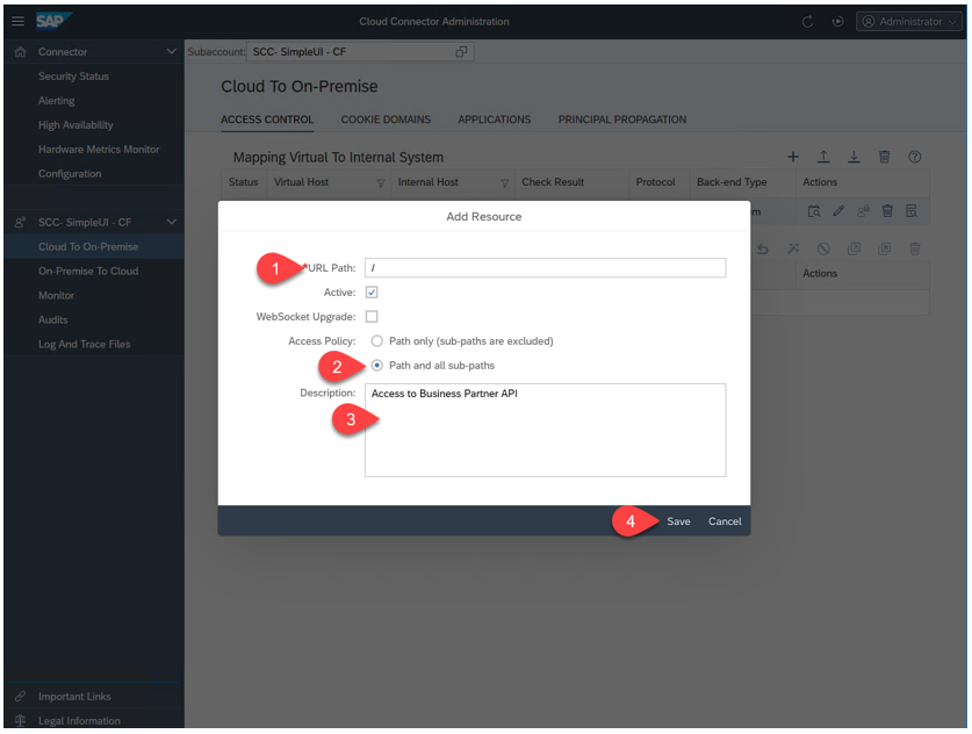 SAP
Cloud Connector Administration
Administrator
Connector
Security Status
Alerting
High Availability
Hardware Metrics Monitor
Configuration
SCC- SimpleUI - CF
Cloud To On-Premise
On-Premise To Cloud
Monitor
Audits
Log And Trace Files
Important Links
Legal Information
Subaccount: SCC- SimpleUI - CF
Cloud To On-Premise
ACCESS CONTROL COOKIE DOMAINS APPLICATIONS PRINCIPAL PROPAGATION
Mapping Virtual To Internal System
Status Virtual Host Internal Host Check Result Protocol Back-end Type Actions
Actions
Add Resource
1 *URL Path: /
Active:
WebSocket Upgrade:
Access Policy: Path only (sub-paths are excluded)
2 Path and all sub-paths
Description: Access to Business Partner API
3
4 Save Cancel